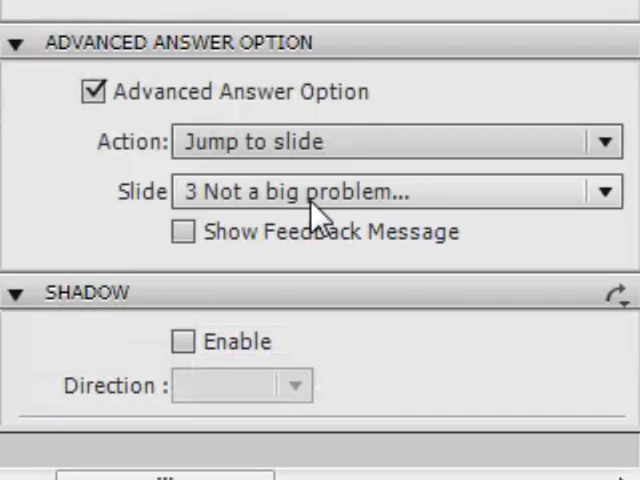 ADVANCED ANSWER OPTION
Advanced Answer Option
Action: Jump to slide
Slide 3 Not a big problem...
Show Feedback Message
SHADOW
Enable
Direction :